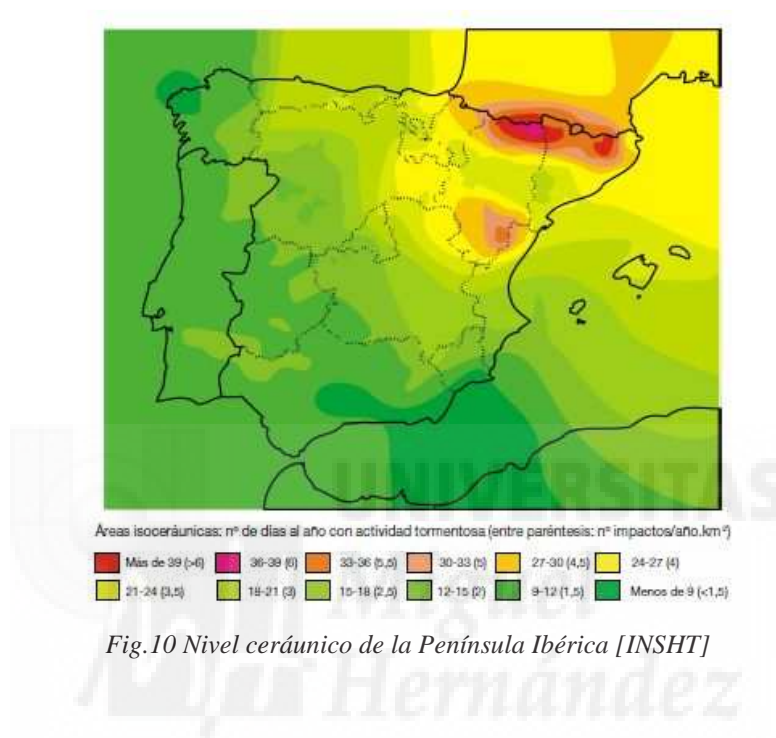 Áreas isoceráunicas: nº de días al año con actividad tormentosa (entre paréntesis: nº impactos/año.km²)
Más de 39 (>6) 36-39 (6) 33-36 (5,5) 30-33 (5) 27-30 (4,5) 24-27 (4)
21-24 (3,5) 18-21 (3) 15-18 (2,5) 12-15 (2) 9-12 (1,5) Menos de 9 (<1,5)
Fig.10 Nivel ceráunico de la Península Ibérica [INSHT]
UNIVERSITAS
Miguel
Hernández